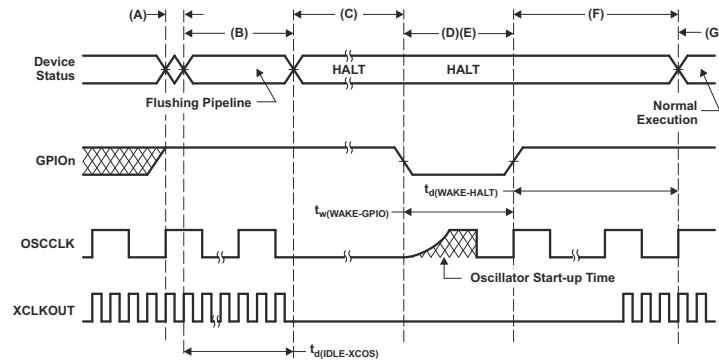 (A)
(B)
(C)
(D)(E)
(F)
(G
Device
Status
HALT
HALT
Flushing Pipeline
Normal
Execution
GPIOn
td(WAKE-HALT)
tw(WAKE-GPIO)
OSCCLK
Oscillator Start-up Time
XCLKOUT
td(IDLE-XCOS)